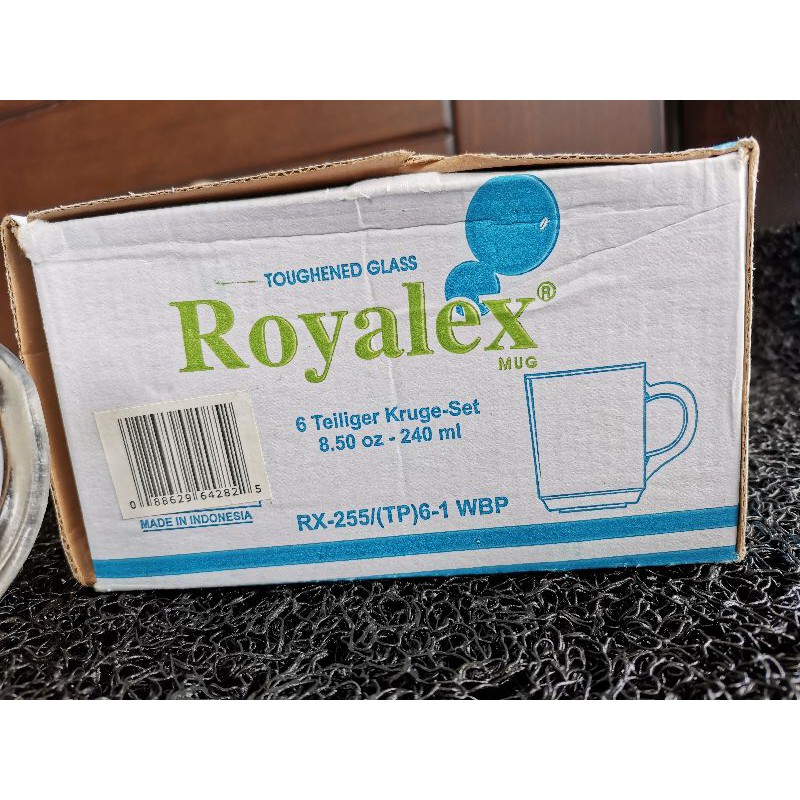 TOUGHENED GLASS
Royalex®
MUG
6 Teiliger Kruge-Set
8.50 oz - 240 ml
0 88629 64282 5
MADE IN INDONESIA
RX-255/(TP)6-1 WBP